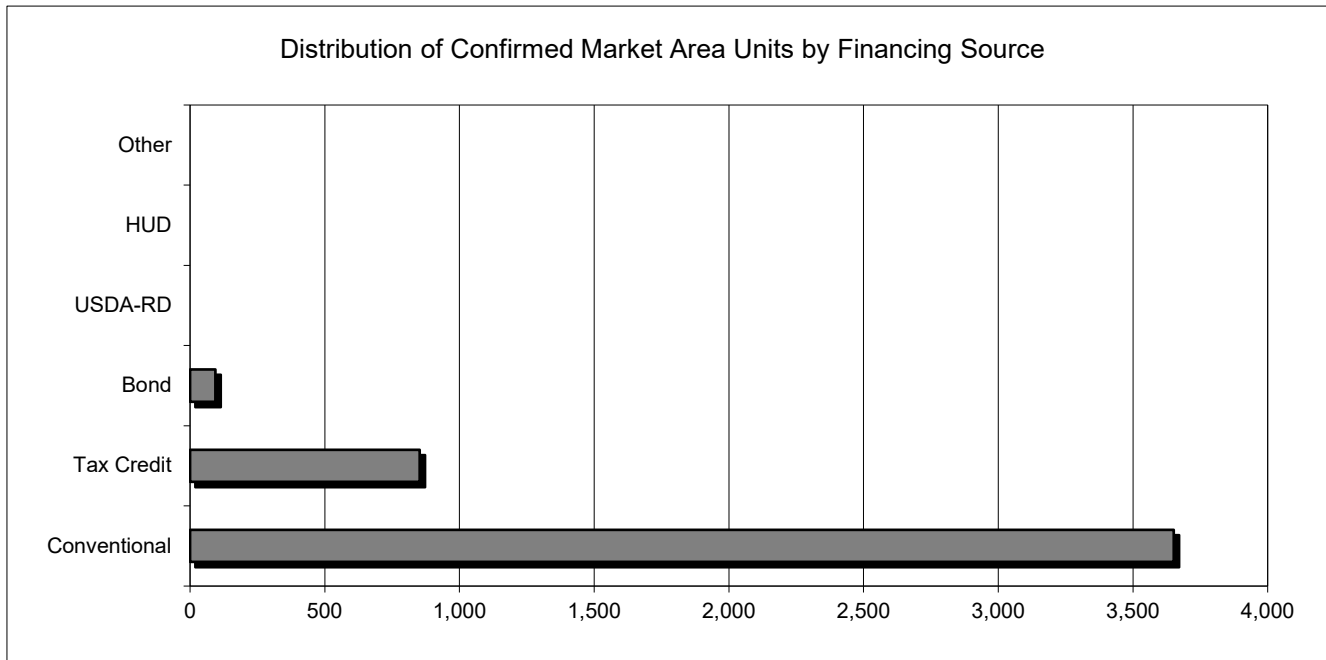 Distribution of Confirmed Market Area Units by Financing Source
Other
HUD
USDA-RD
Bond
Tax Credit
Conventional
0 500 1,000 1,500 2,000 2,500 3,000 3,500 4,000